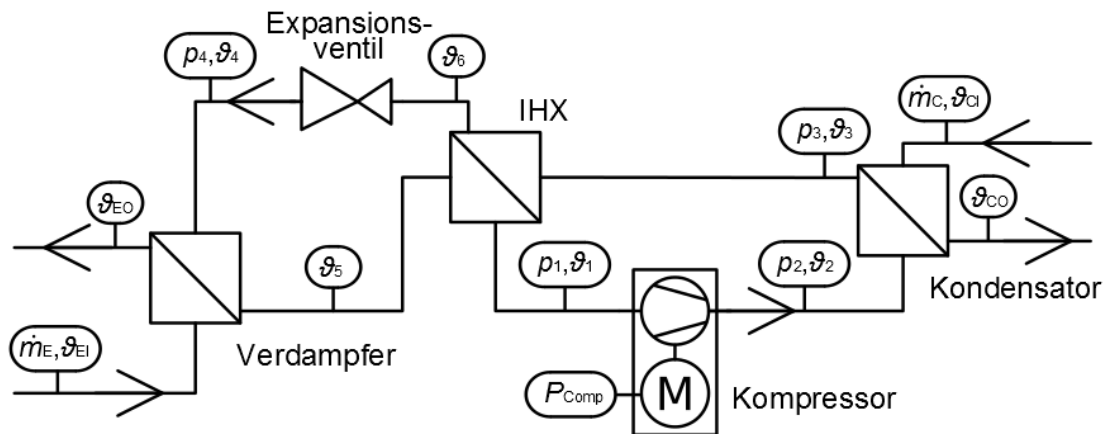 Expansions-
ventil
p₄,ϑ₄
ϑ₆
IHX
ṁC,ϑCI
p₃,ϑ₃
ϑEO
ϑCO
ϑ₅
p₁,ϑ₁
p₂,ϑ₂
Kondensator
ṁE,ϑEI
Verdampfer
PComp
M
Kompressor